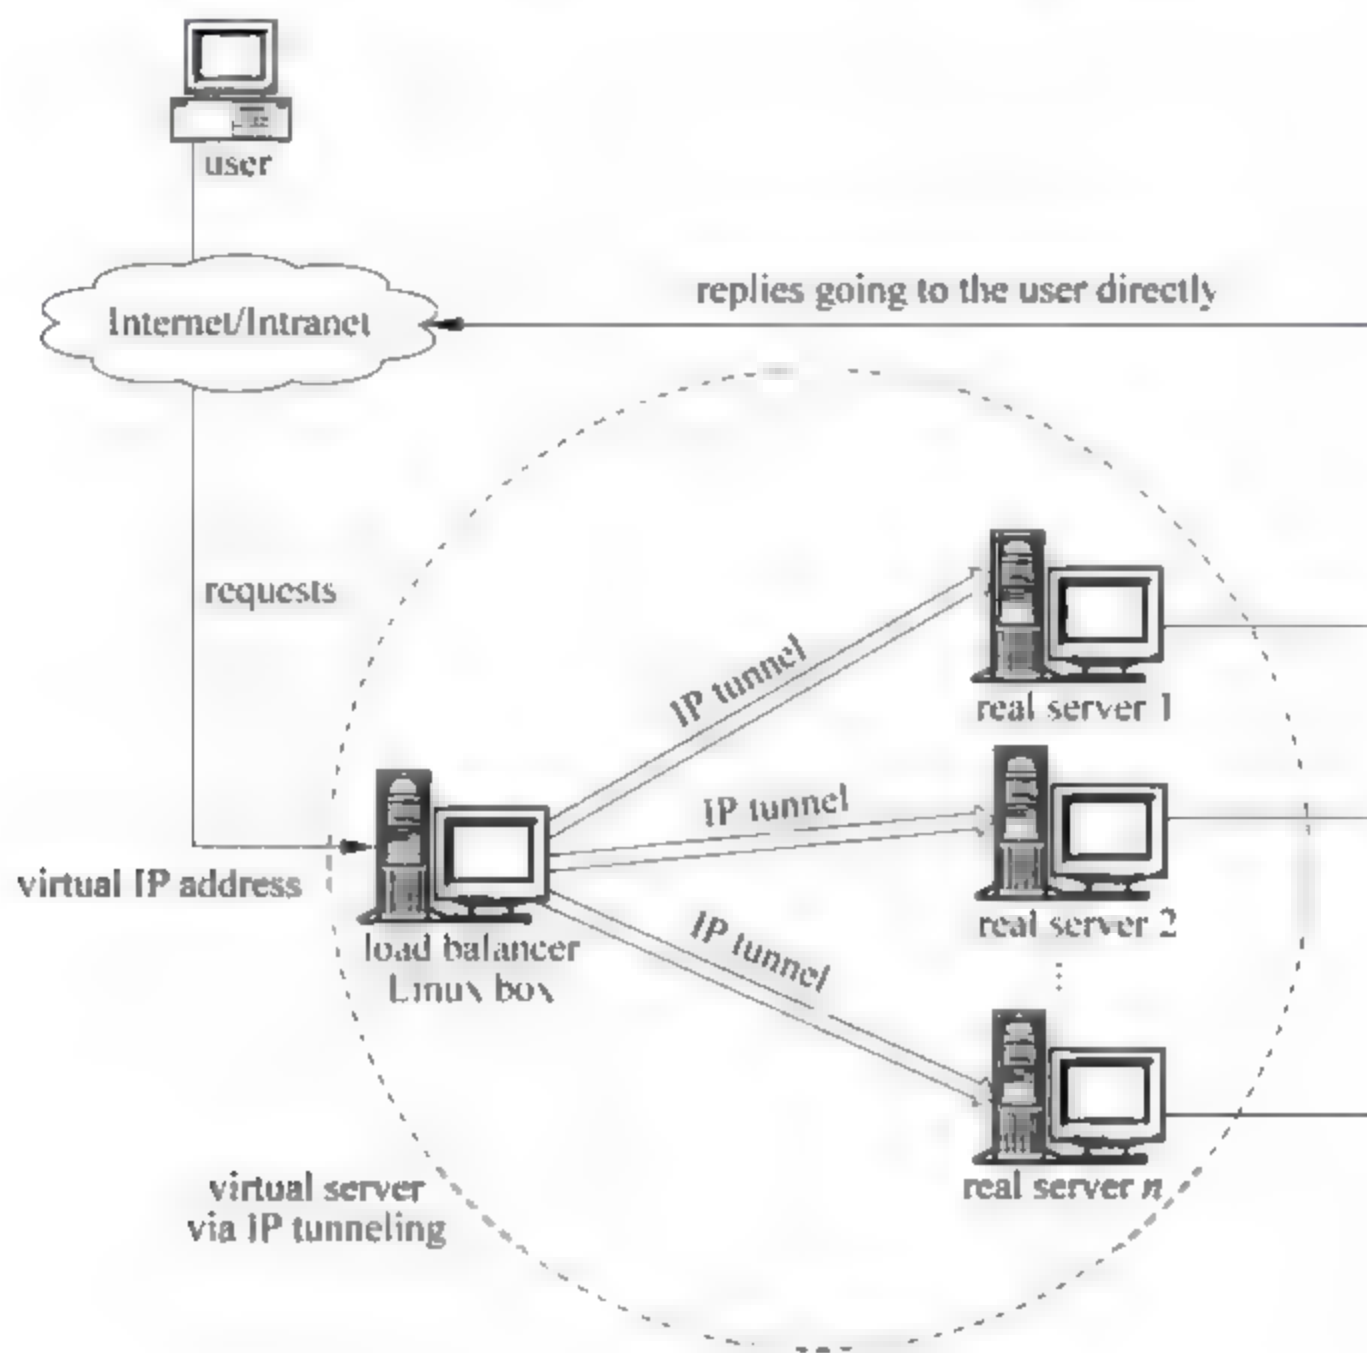 user
replies going to the user directly
Internet/Intranet
requests
IP tunnel
real server 1
IP tunnel
virtual IP address
load balancer
Linux box
real server 2
IP tunnel
real server n
virtual server
via IP tunneling